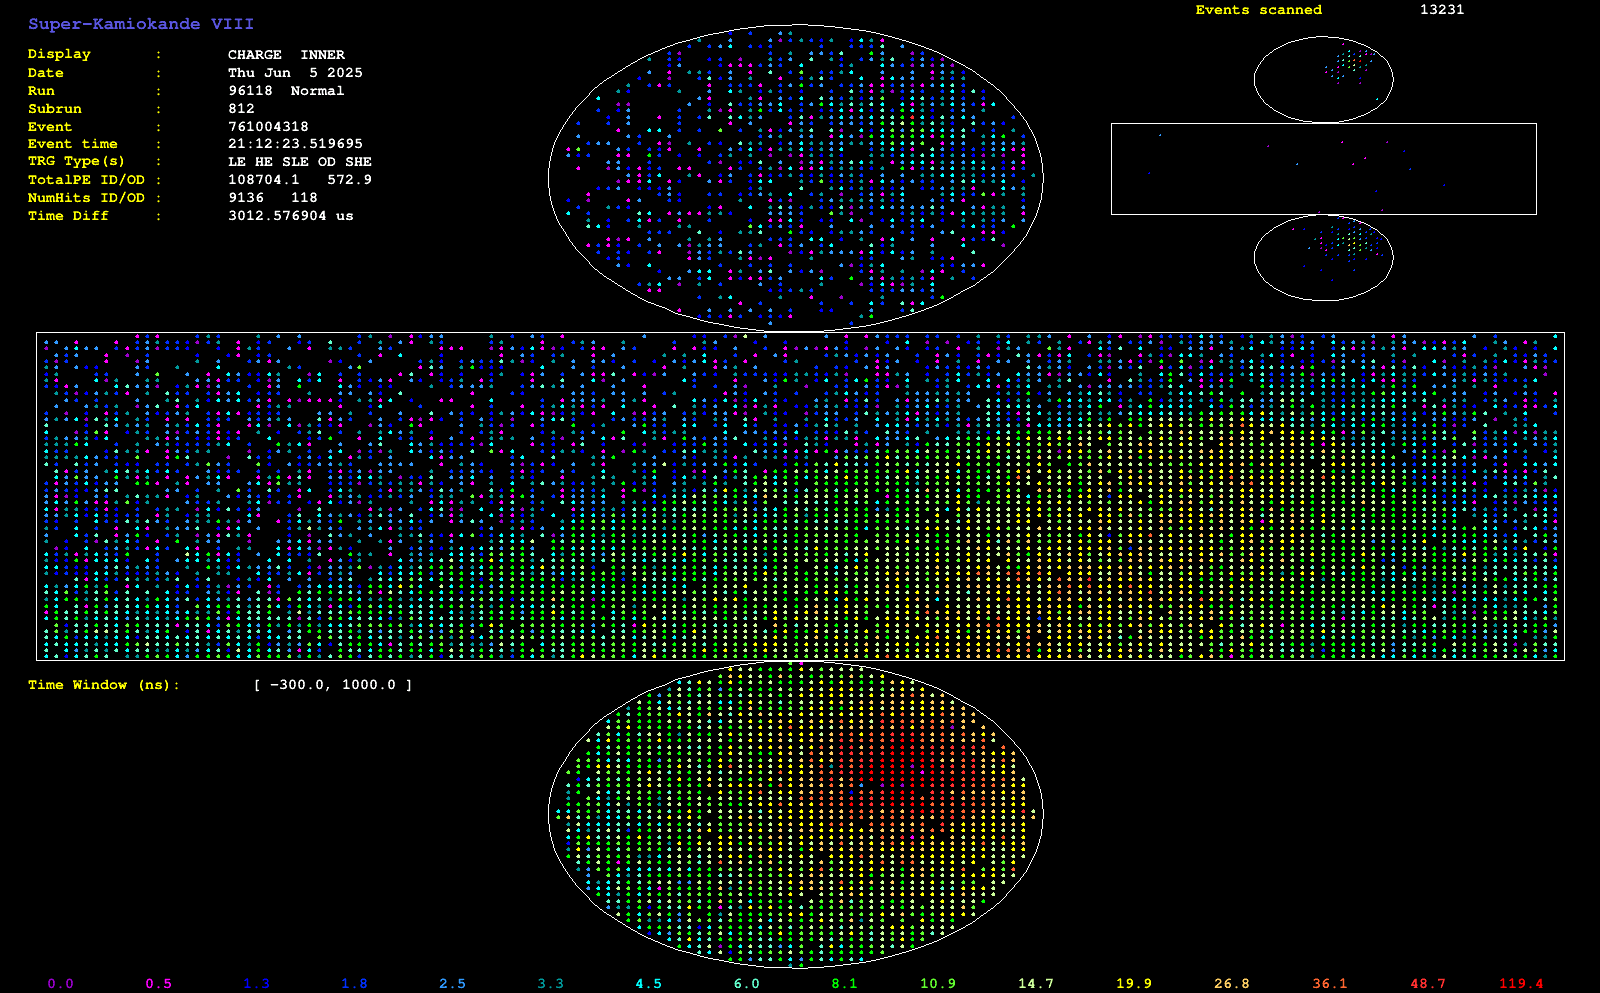 Super-Kamiokande VIII
Events scanned 13231
Display : CHARGE INNER
Date : Thu Jun 5 2025
Run : 96118 Normal
Subrun : 812
Event : 761004318
Event time : 21:12:23.519695
TRG Type(s) : LE HE SLE OD SHE
TotalPE ID/OD : 108704.1 572.9
NumHits ID/OD : 9136 118
Time Diff : 3012.576904 us
Time Window (ns): [ -300.0, 1000.0 ]
0.0 0.5 1.3 1.8 2.5 3.3 4.5 6.0 8.1 10.9 14.7 19.9 26.8 36.1 48.7 119.4